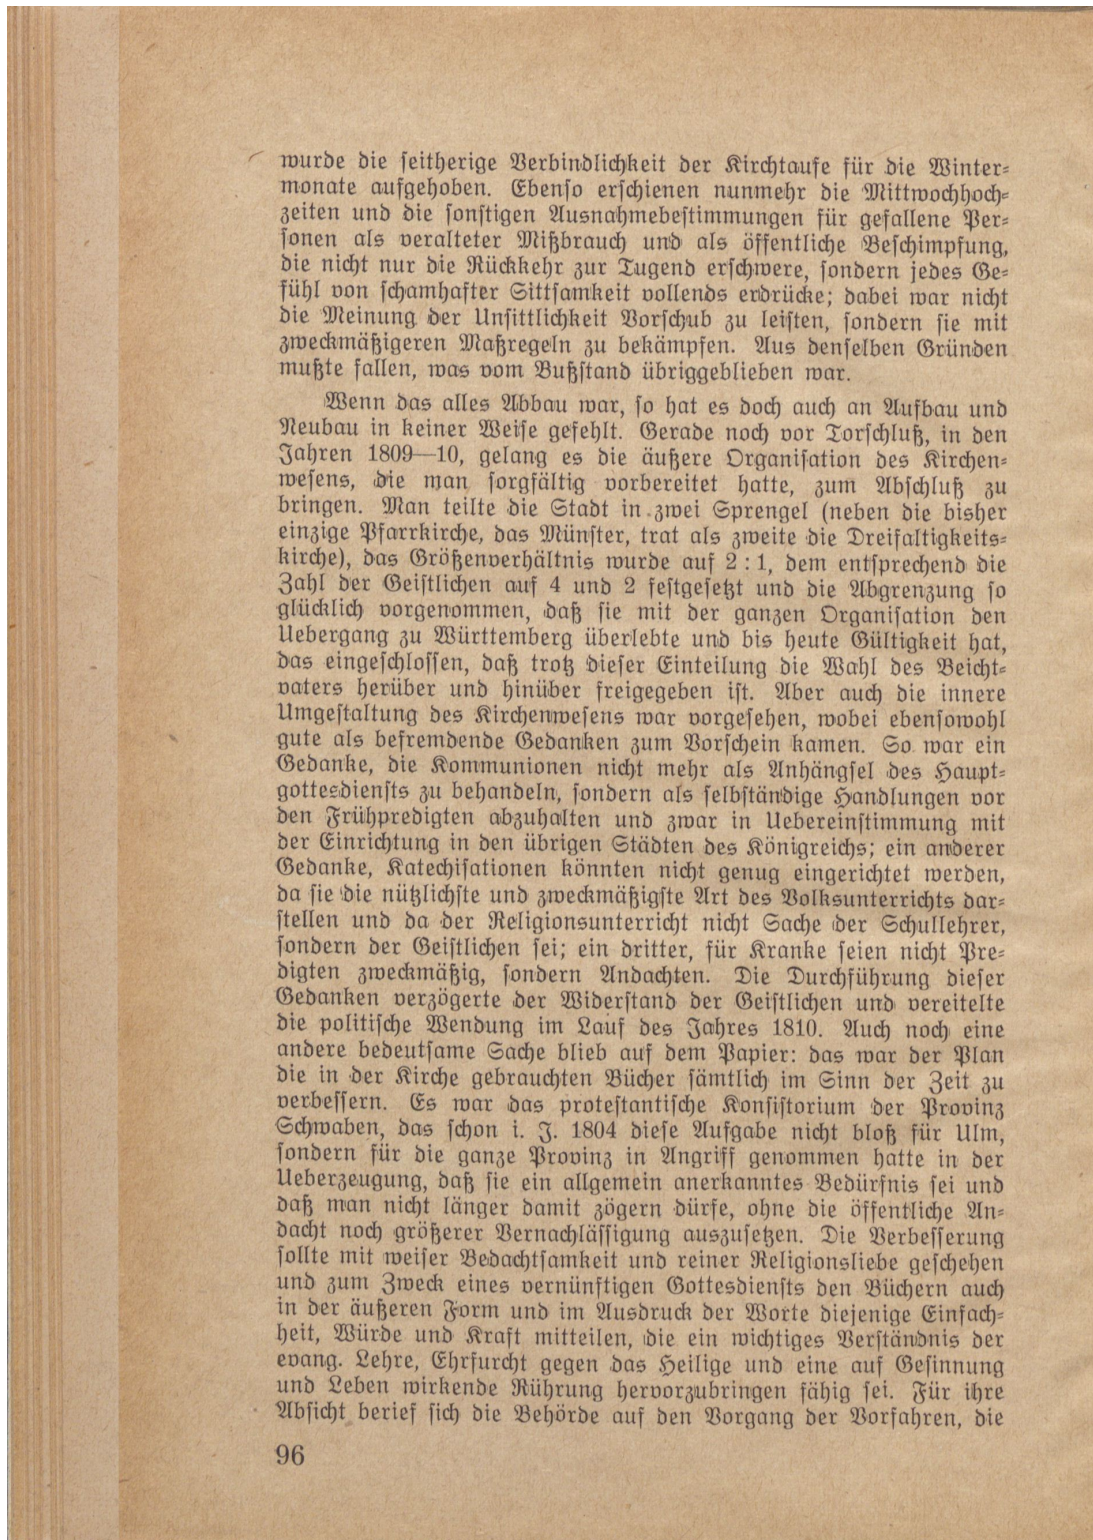 wurde die seitherige Verbindlichkeit der Kirchtaufe für die Winter-
monate aufgehoben. Ebenso erschienen nunmehr die Mittwochhoch-
zeiten und die sonstigen Ausnahmebestimmungen für gefallene Per-
sonen als veralteter Mißbrauch und als öffentliche Beschimpfung,
die nicht nur die Rückkehr zur Tugend erschwere, sondern jedes Ge-
fühl von schamhafter Sittsamkeit vollends erdrücke; dabei war nicht
die Meinung der Unsittlichkeit Vorschub zu leisten, sondern sie mit
zweckmäßigeren Maßregeln zu bekämpfen. Aus denselben Gründen
mußte fallen, was vom Bußstand übriggeblieben war.
Wenn das alles Abbau war, so hat es doch auch an Aufbau und
Neubau in keiner Weise gefehlt. Gerade noch vor Torschluß, in den
Jahren 1809—10, gelang es die äußere Organisation des Kirchen-
wesens, die man sorgfältig vorbereitet hatte, zum Abschluß zu
bringen. Man teilte die Stadt in zwei Sprengel (neben die bisher
einzige Pfarrkirche, das Münster, trat als zweite die Dreifaltigkeits-
kirche), das Größenverhältnis wurde auf 2 : 1, dem entsprechend die
Zahl der Geistlichen auf 4 und 2 festgesetzt und die Abgrenzung so
glücklich vorgenommen, daß sie mit der ganzen Organisation den
Uebergang zu Württemberg überlebte und bis heute Gültigkeit hat,
das eingeschlossen, daß trotz dieser Einteilung die Wahl des Beicht-
vaters herüber und hinüber freigegeben ist. Aber auch die innere
Umgestaltung des Kirchenwesens war vorgesehen, wobei ebensowohl
gute als befremdende Gedanken zum Vorschein kamen. So war ein
Gedanke, die Kommunionen nicht mehr als Anhängsel des Haupt-
gottesdiensts zu behandeln, sondern als selbständige Handlungen vor
den Frühpredigten abzuhalten und zwar in Uebereinstimmung mit
der Einrichtung in den übrigen Städten des Königreichs; ein anderer
Gedanke, Katechisationen könnten nicht genug eingerichtet werden,
da sie die nützlichste und zweckmäßigste Art des Volksunterrichts dar-
stellen und da der Religionsunterricht nicht Sache der Schullehrer,
sondern der Geistlichen sei; ein dritter, für Kranke seien nicht Pre-
digten zweckmäßig, sondern Andachten. Die Durchführung dieser
Gedanken verzögerte der Widerstand der Geistlichen und vereitelte
die politische Wendung im Lauf des Jahres 1810. Auch noch eine
andere bedeutsame Sache blieb auf dem Papier: das war der Plan
die in der Kirche gebrauchten Bücher sämtlich im Sinn der Zeit zu
verbessern. Es war das protestantische Konsistorium der Provinz
Schwaben, das schon i. J. 1804 diese Aufgabe nicht bloß für Ulm,
sondern für die ganze Provinz in Angriff genommen hatte in der
Ueberzeugung, daß sie ein allgemein anerkanntes Bedürfnis sei und
daß man nicht länger damit zögern dürfe, ohne die öffentliche An-
dacht noch größerer Vernachlässigung auszusetzen. Die Verbesserung
sollte mit weiser Bedachtsamkeit und reiner Religionsliebe geschehen
und zum Zweck eines vernünftigen Gottesdiensts den Büchern auch
in der äußeren Form und im Ausdruck der Worte diejenige Einfach-
heit, Würde und Kraft mitteilen, die ein wichtiges Verständnis der
evang. Lehre, Ehrfurcht gegen das Heilige und eine auf Gesinnung
und Leben wirkende Rührung hervorzubringen fähig sei. Für ihre
Absicht berief sich die Behörde auf den Vorgang der Vorfahren, die
96